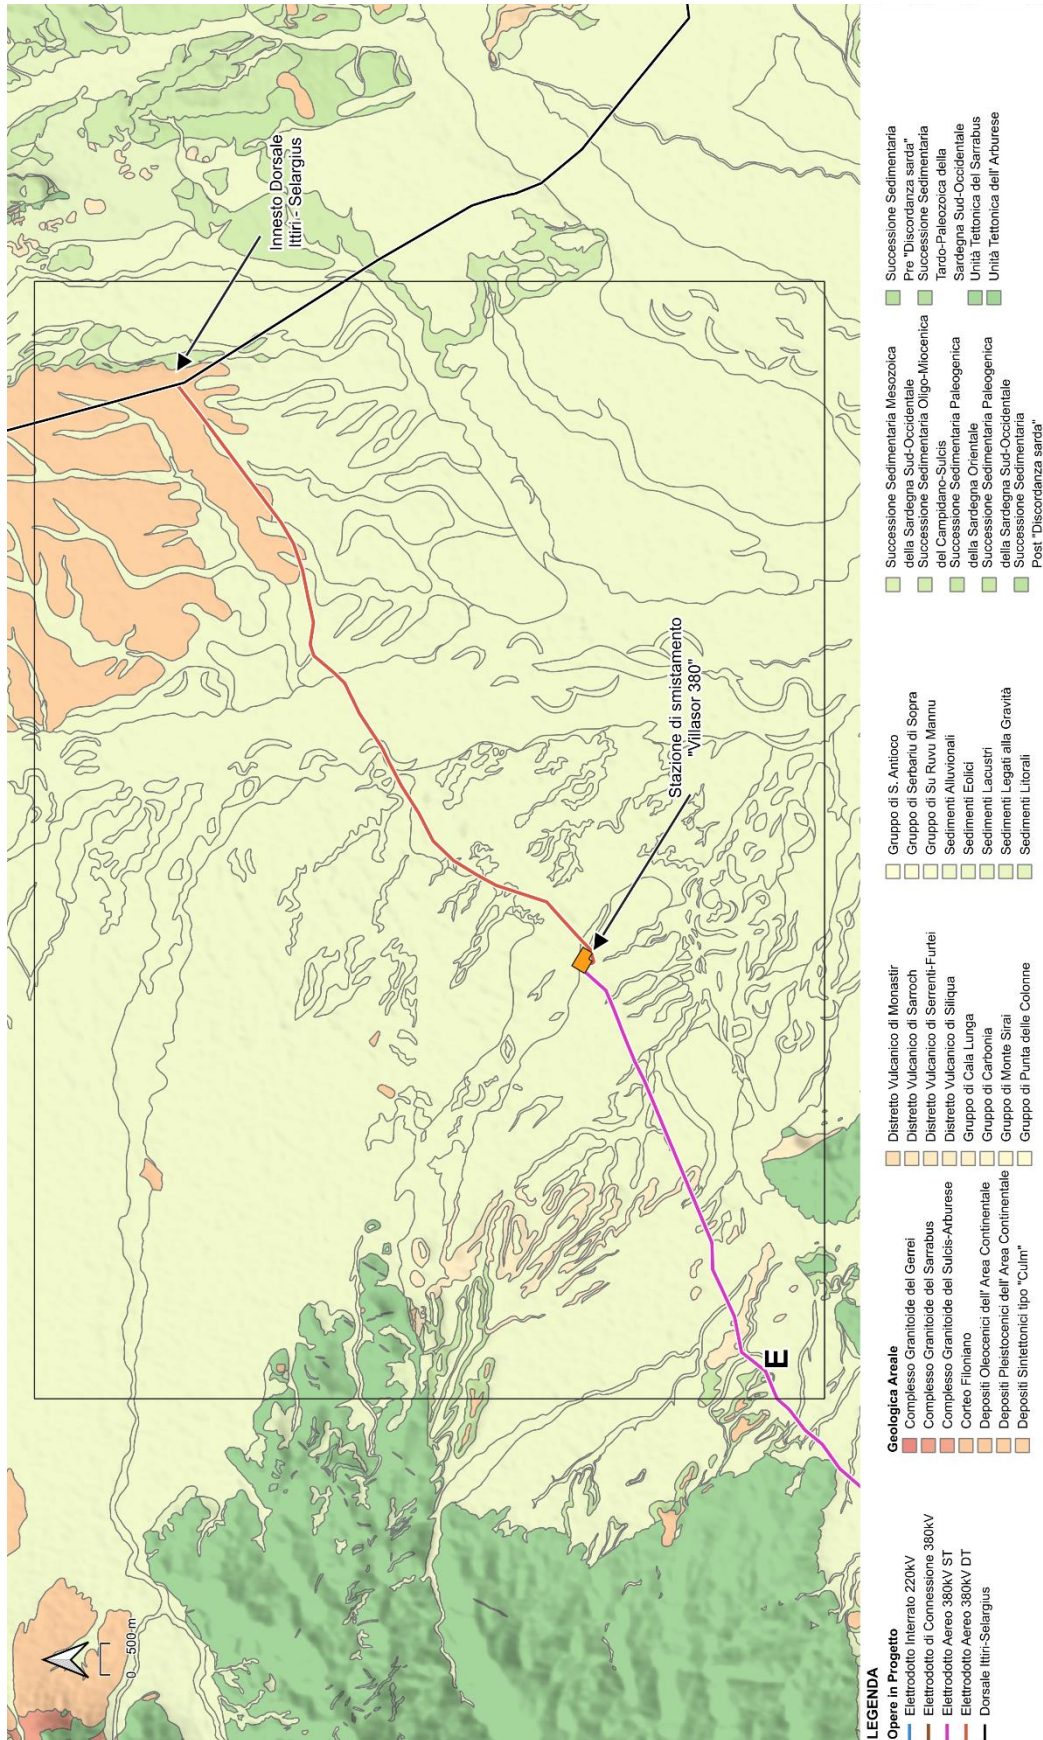 Innesto Dorsale
Ittiri - Selargius
Stazione di smistamento
"Villasor 380"
E
0 500 m
LEGENDA
Opere in Progetto
Elettrodotto Interrato 220kV
Elettrodotto di Connessione 380kV
Elettrodotto Aereo 380kV ST
Elettrodotto Aereo 380kV DT
Dorsale Ittiri-Selargius
Geologica Areale
Complesso Granitoide del Gerrei
Complesso Granitoide del Sarrabus
Complesso Granitoide del Sulcis-Arburese
Corteo Filoniano
Depositi Oleocenici dell' Area Continentale
Depositi Pleistocenici dell' Area Continentale
Depositi Sintettonici tipo "Culm"
Distretto Vulcanico di Monastir
Distretto Vulcanico di Sarroch
Distretto Vulcanico di Serrenti-Furtei
Distretto Vulcanico di Siliqua
Gruppo di Cala Lunga
Gruppo di Carbonia
Gruppo di Monte Sirai
Gruppo di Punta delle Colonne
Gruppo di S. Antioco
Gruppo di Serbariu di Sopra
Gruppo di Su Ruvu Mannu
Sedimenti Alluvionali
Sedimenti Eolici
Sedimenti Lacustri
Sedimenti Legati alla Gravità
Sedimenti Litorali
Successione Sedimentaria Mesozoica
della Sardegna Sud-Occidentale
Successione Sedimentaria Oligo-Miocenica
del Campidano-Sulcis
Successione Sedimentaria Paleogenica
della Sardegna Orientale
Successione Sedimentaria Paleogenica
della Sardegna Sud-Occidentale
Successione Sedimentaria
Post "Discordanza sarda"
Successione Sedimentaria
Pre "Discordanza sarda"
Successione Sedimentaria
Tardo-Paleozoica della
Sardegna Sud-Occidentale
Unità Tettonica del Sarrabus
Unità Tettonica dell' Arburese